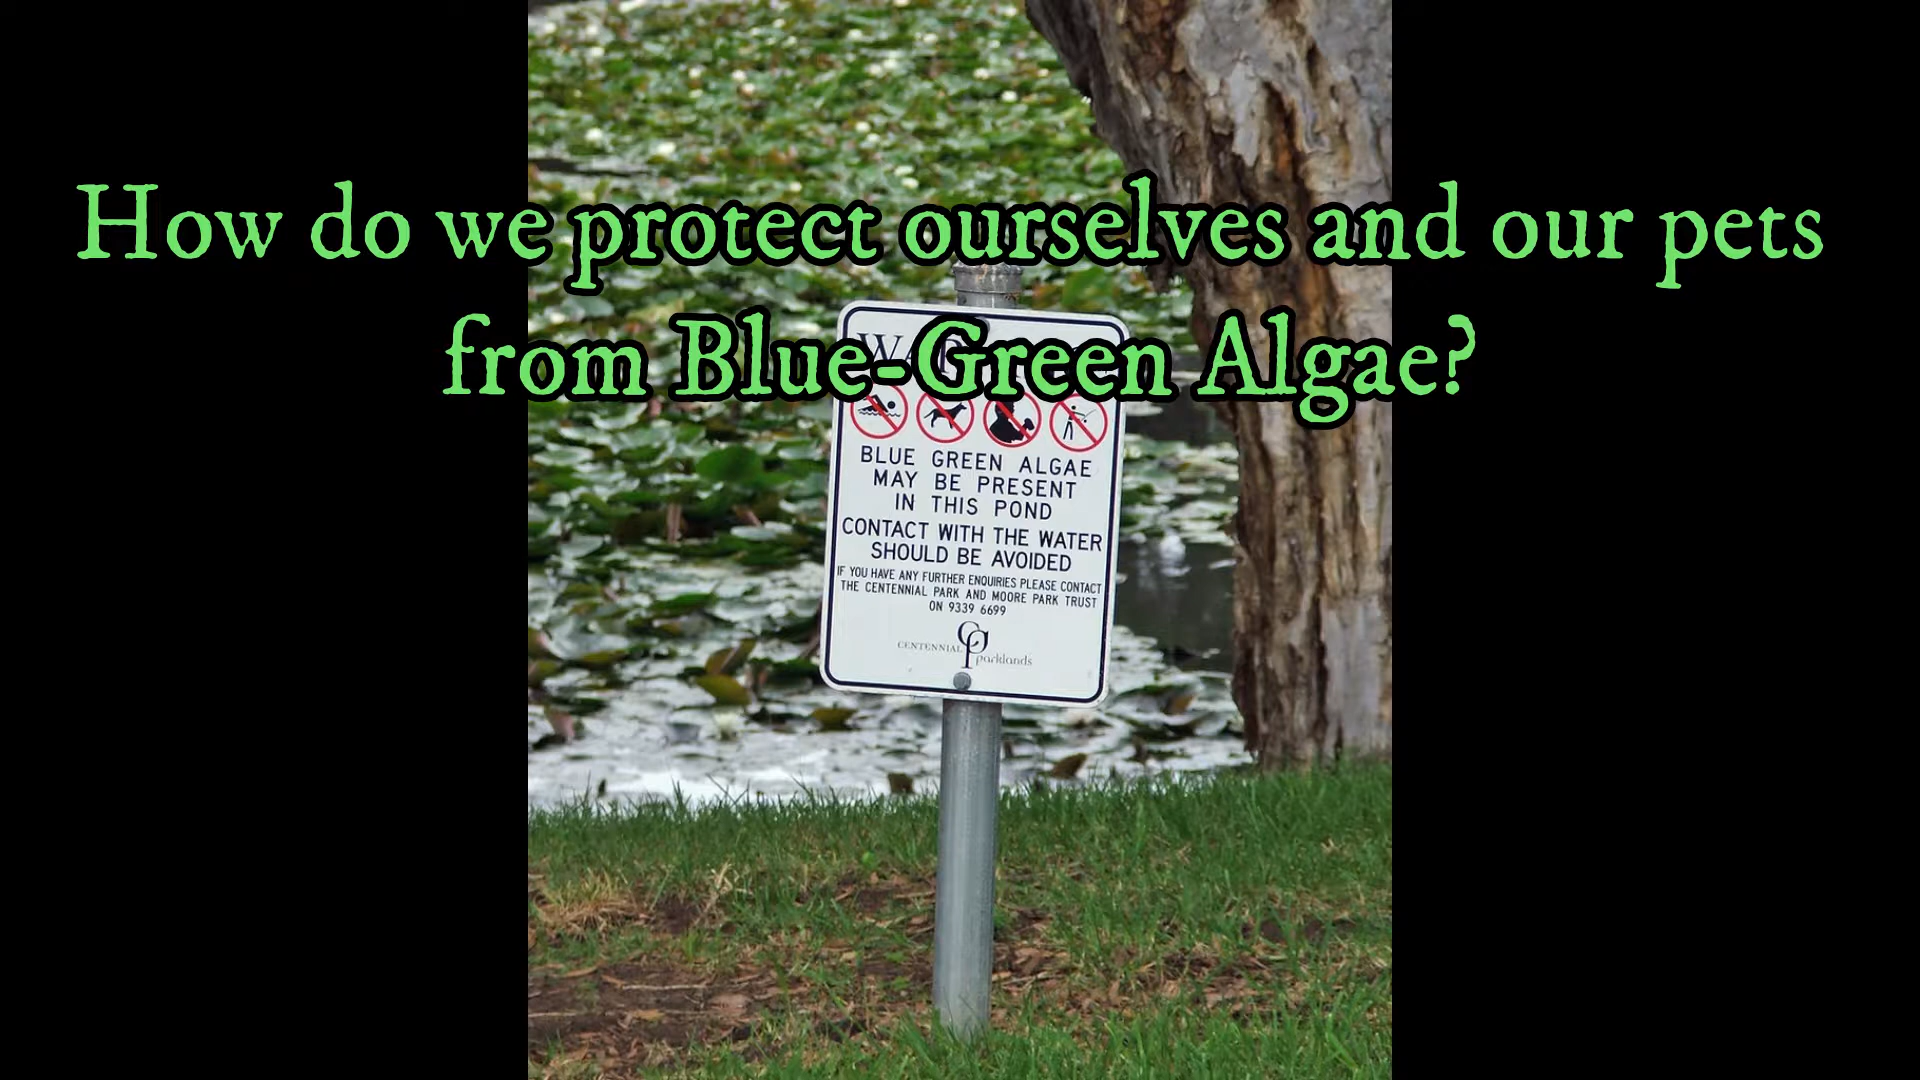 How do we protect ourselves and our pets
from Blue-Green Algae?
BLUE GREEN ALGAE
MAY BE PRESENT
IN THIS POND
CONTACT WITH THE WATER
SHOULD BE AVOIDED
IF YOU HAVE ANY FURTHER ENQUIRIES PLEASE CONTACT
THE CENTENNIAL PARK AND MOORE PARK TRUST
ON 9339 6699
CP
CENTENNIAL parklands